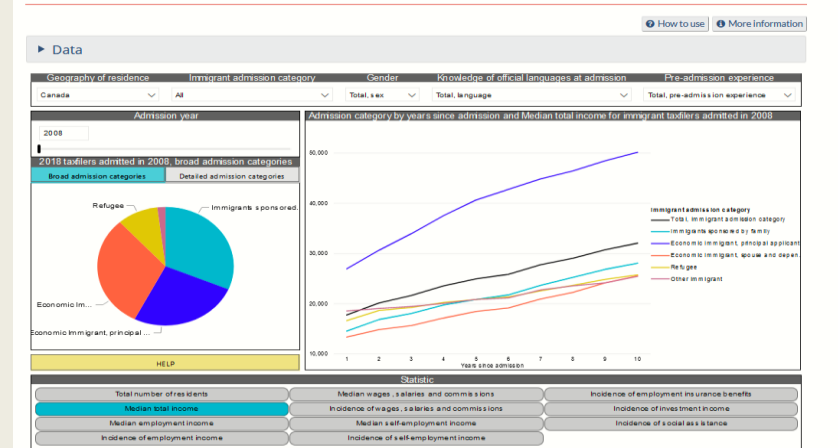 How to use
More information
Data
Geography of residence
Immigrant admission category
Gender
Knowledge of official languages at admission
Pre-admission experience
Canada
All
Total, sex
Total, language
Total, pre-admission experience
Admission year
2008
2018 taxfilers admitted in 2008, broad admission categories
Broad admission categories
Detailed admission categories
Refugee
Immigrants sponsored...
Economic Im...
Economic Immigrant, principal ...
HELP
Admission category by years since admission and Median total income for immigrant taxfilers admitted in 2008
50,000
40,000
30,000
20,000
10,000
1 2 3 4 5 6 7 8 9 10
Years since admission
Immigrant admission category
Total, immigrant admission category
Immigrants sponsored by family
Economic immigrant, principal applicant
Economic immigrant, spouse and depen...
Refugee
Other immigrant
Statistic
Total number of residents
Median wages, salaries and commissions
Incidence of employment insurance benefits
Median total income
Incidence of wages, salaries and commissions
Incidence of investment income
Median employment income
Median self-employment income
Incidence of social assistance
Incidence of employment income
Incidence of self-employment income